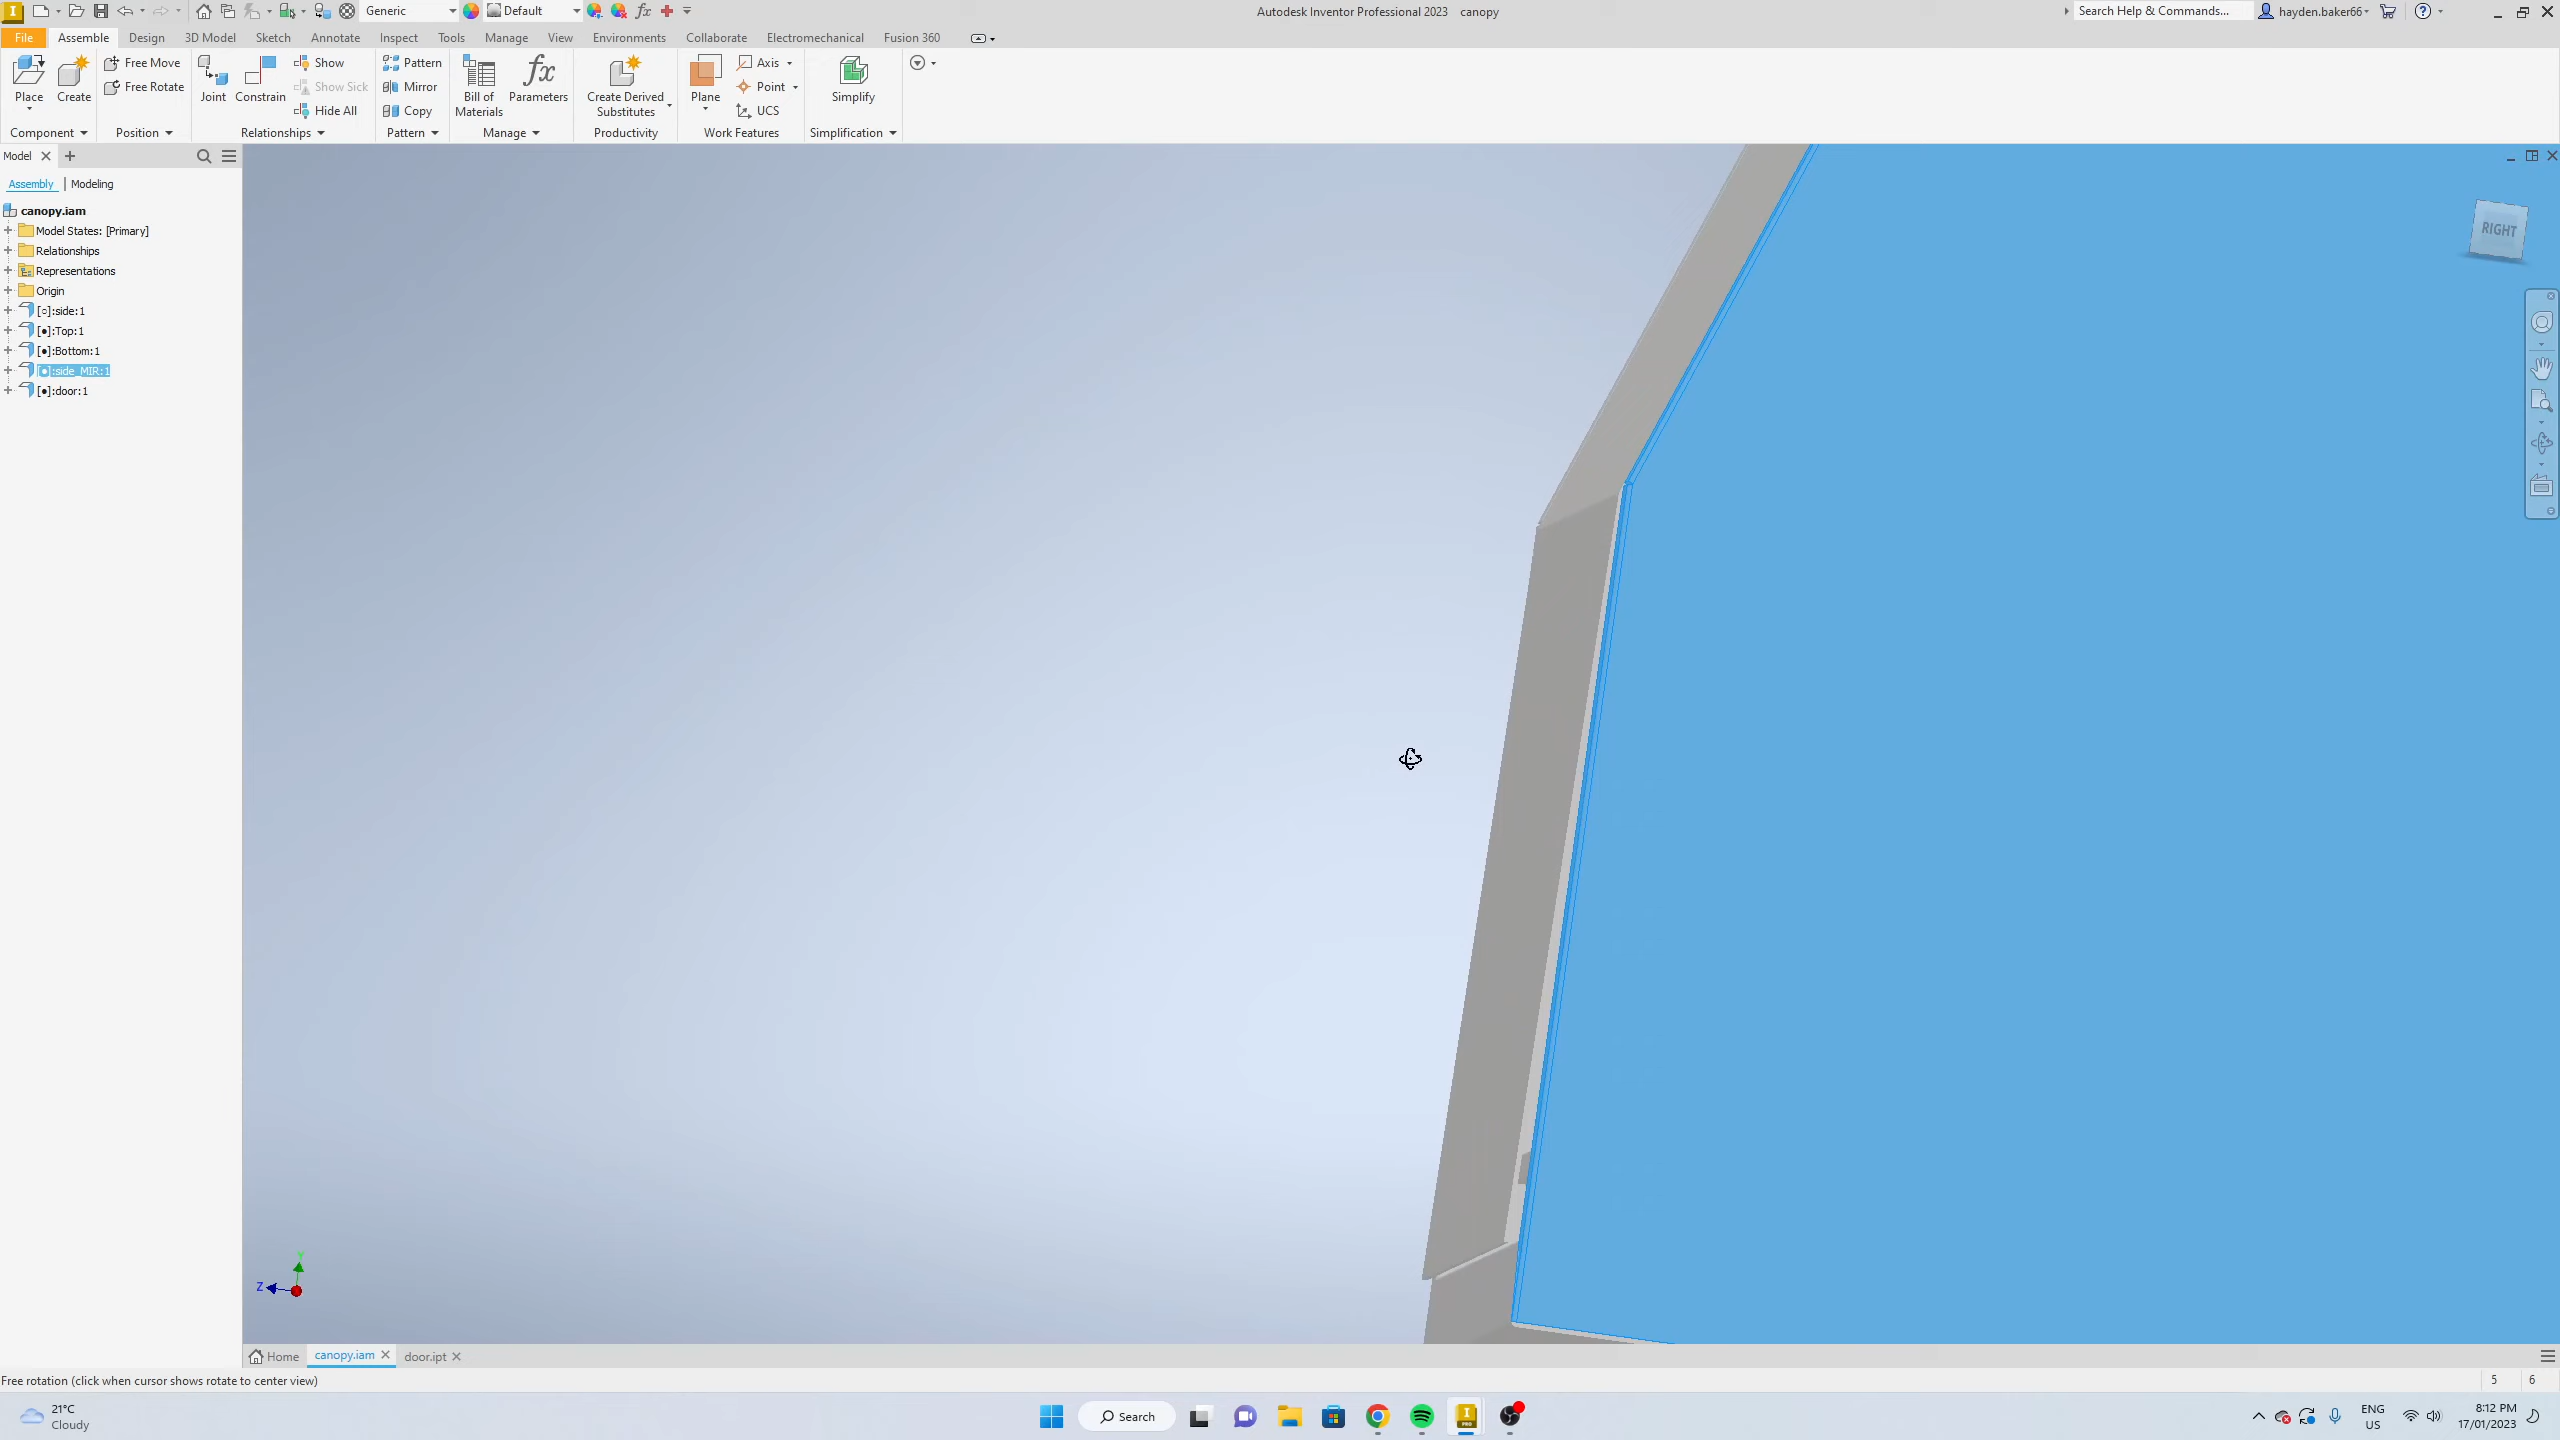 Generic
Default
fx
Autodesk Inventor Professional 2023 canopy
Search Help & Commands...
hayden.baker66
File Assemble Design 3D Model Sketch Annotate Inspect Tools Manage View Environments Collaborate Electromechanical Fusion 360
Place
Create
Free Move
Free Rotate
Joint
Constrain
Show
Show Sick
Hide All
Pattern
Mirror
Copy
Bill of
Materials
fx
Parameters
Create Derived
Substitutes
Plane
Axis
Point
UCS
Simplify
Component Position Relationships Pattern Manage Productivity Work Features Simplification
Model
Assembly Modeling
canopy.iam
Model States: [Primary]
Relationships
Representations
Origin
[○]:side:1
[●]:Top:1
[●]:Bottom:1
[●]:side_MIR:1
[●]:door:1
RIGHT
Y
Z
Home canopy.iam door.ipt
Free rotation (click when cursor shows rotate to center view)
5 6
21°C
Cloudy
Search
PRO
ENG
US
8:12 PM
17/01/2023